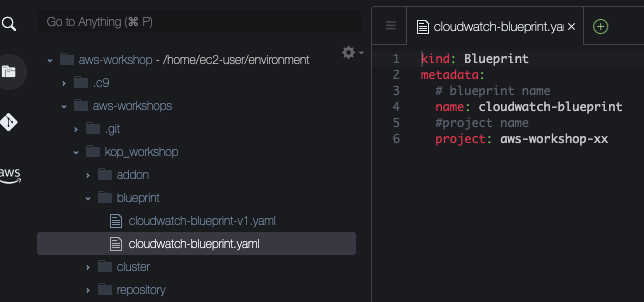 Go to Anything (⌘ P)
aws-workshop - /home/ec2-user/environment
.c9
aws-workshops
.git
kop_workshop
addon
blueprint
cloudwatch-blueprint-v1.yaml
cloudwatch-blueprint.yaml
cluster
repository
aws
cloudwatch-blueprint.ya
1 kind: Blueprint
2 metadata:
3 # blueprint name
4 name: cloudwatch-blueprint
5 #project name
6 project: aws-workshop-xx